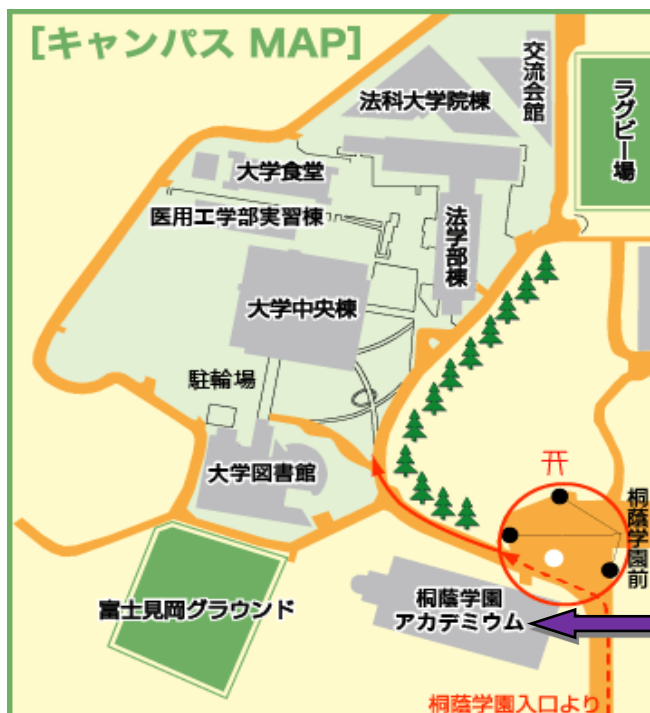 [キャンパス MAP]
交流会館
法科大学院棟
ラグビー場
大学食堂
医用工学部実習棟
法学部棟
大学中央棟
駐輪場
大学図書館
桐蔭学園前
富士見岡グラウンド
桐蔭学園
アカデミウム
桐蔭学園入口より